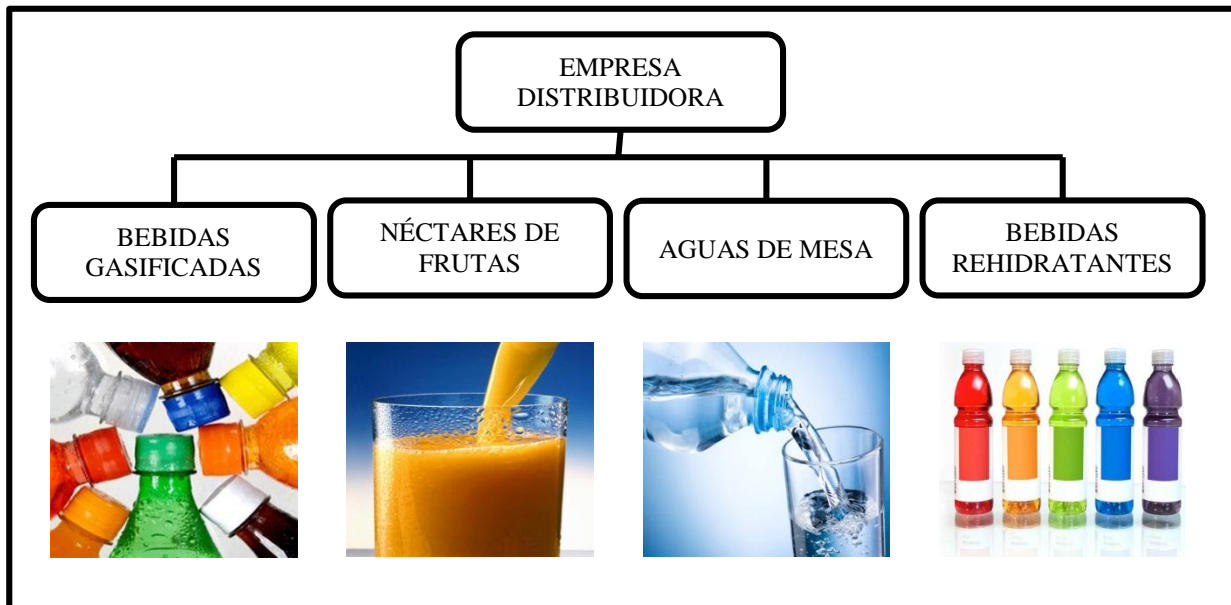 EMPRESA
DISTRIBUIDORA
BEBIDAS
GASIFICADAS
NÉCTARES DE
FRUTAS
AGUAS DE MESA
BEBIDAS
REHIDRATANTES